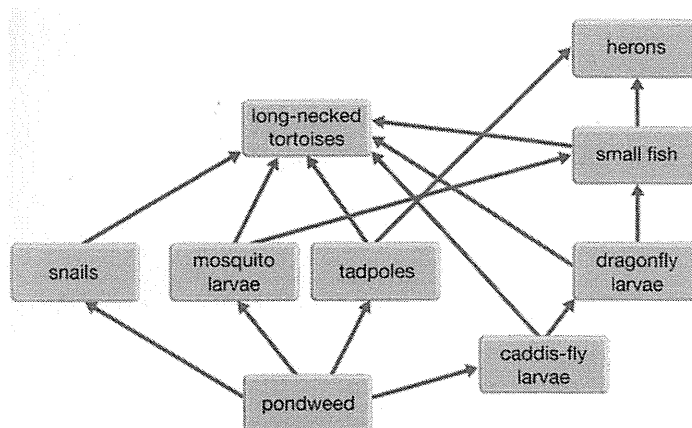 herons
long-necked
tortoises
small fish
snails
mosquito
larvae
tadpoles
dragonfly
larvae
caddis-fly
larvae
pondweed